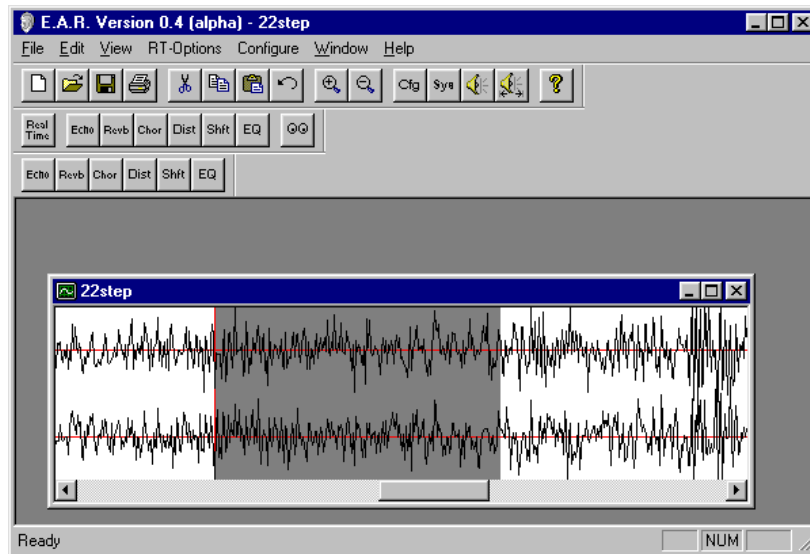 E.A.R. Version 0.4 (alpha) - 22step
File Edit View RT-Options Configure Window Help
Cfg Sys ?
Real Time Echo Revb Chor Dist Shft EQ
Echo Revb Chor Dist Shft EQ
22step
Ready NUM